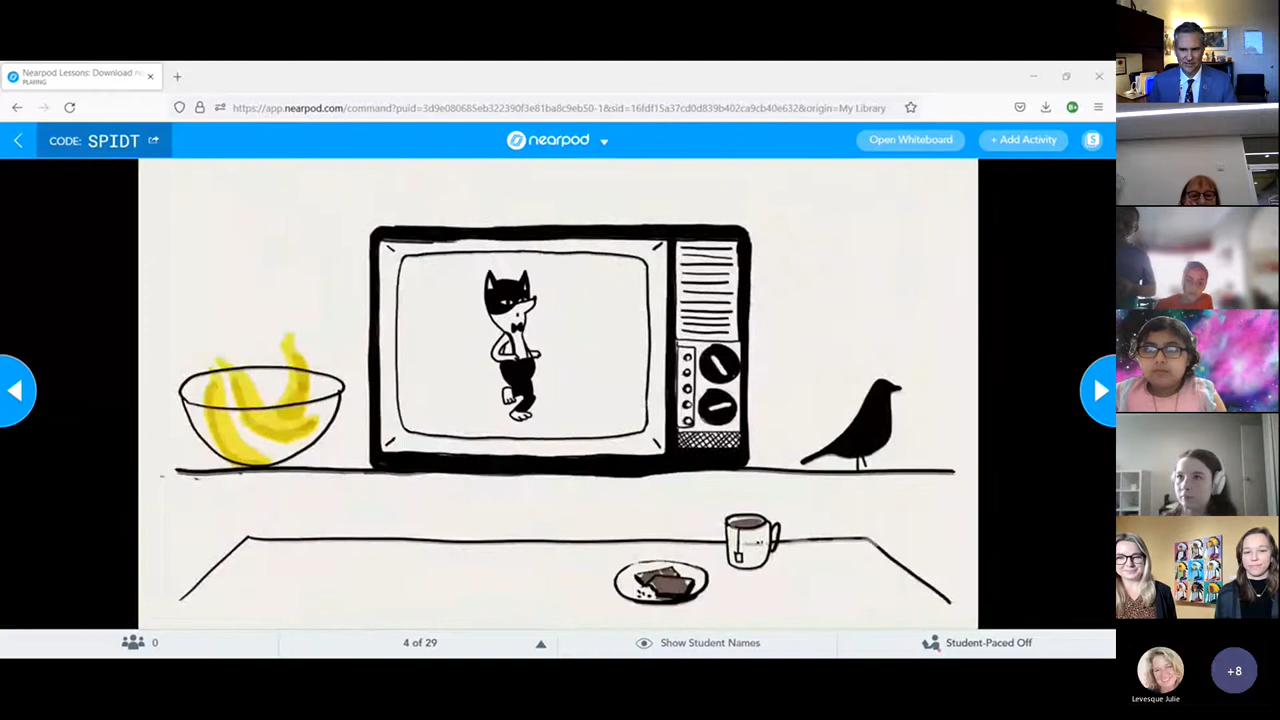 Nearpod Lessons: Download
PLAYING
https://app.nearpod.com/command?puid=3d9e080685eb322390f3e81ba8c9eb50-1&sid=16fdf15a37cd0d839b402ca9cb40e632&origin=My Library
CODE: SPIDT
nearpod
Open Whiteboard
+ Add Activity
S
0
4 of 29
Show Student Names
Student-Paced Off
Levesque Julie
+8